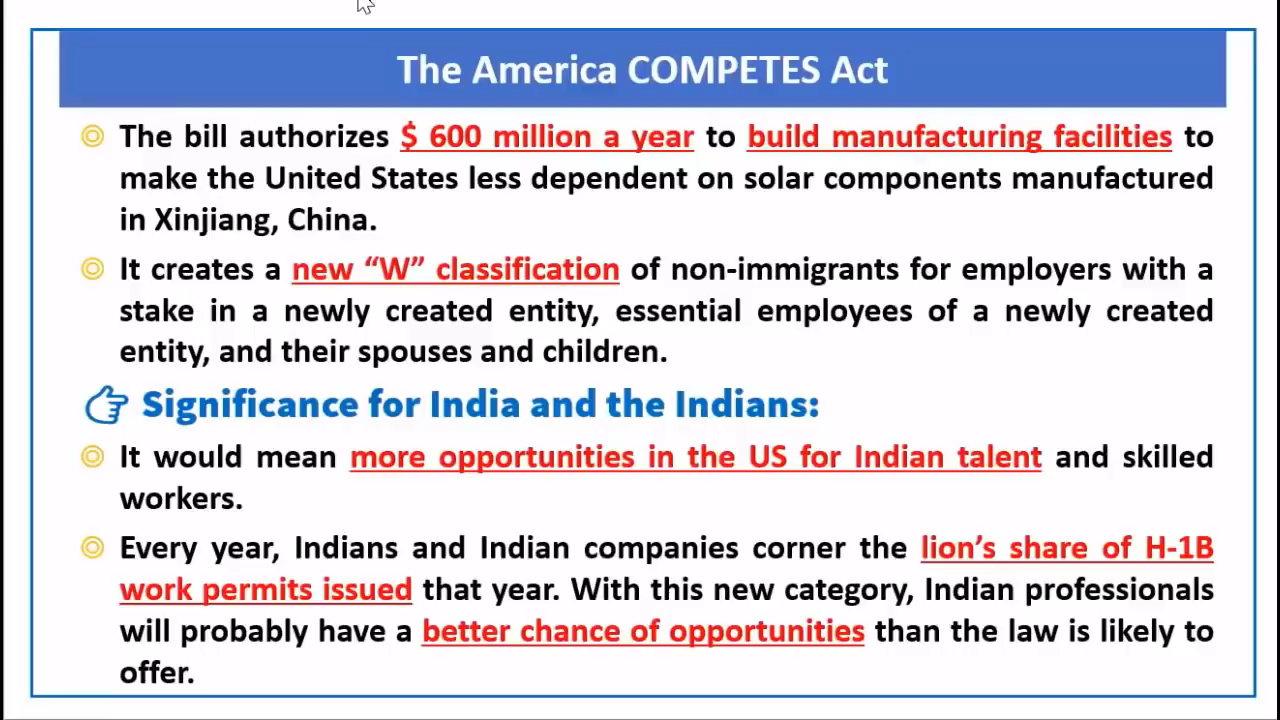 The America COMPETES Act
The bill authorizes $ 600 million a year to build manufacturing facilities to
make the United States less dependent on solar components manufactured
in Xinjiang, China.
It creates a new “W” classification of non-immigrants for employers with a
stake in a newly created entity, essential employees of a newly created
entity, and their spouses and children.
Significance for India and the Indians:
It would mean more opportunities in the US for Indian talent and skilled
workers.
Every year, Indians and Indian companies corner the lion’s share of H-1B
work permits issued that year. With this new category, Indian professionals
will probably have a better chance of opportunities than the law is likely to
offer.